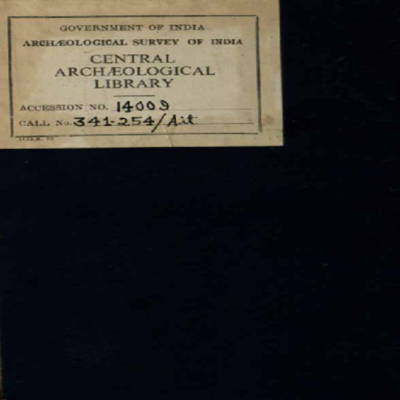 GOVERNMENT OF INDIA
ARCHÆOLOGICAL SURVEY OF INDIA
CENTRAL
ARCHÆOLOGICAL
LIBRARY
ACCESSION NO. 14009
CALL No. 341.254/Ait